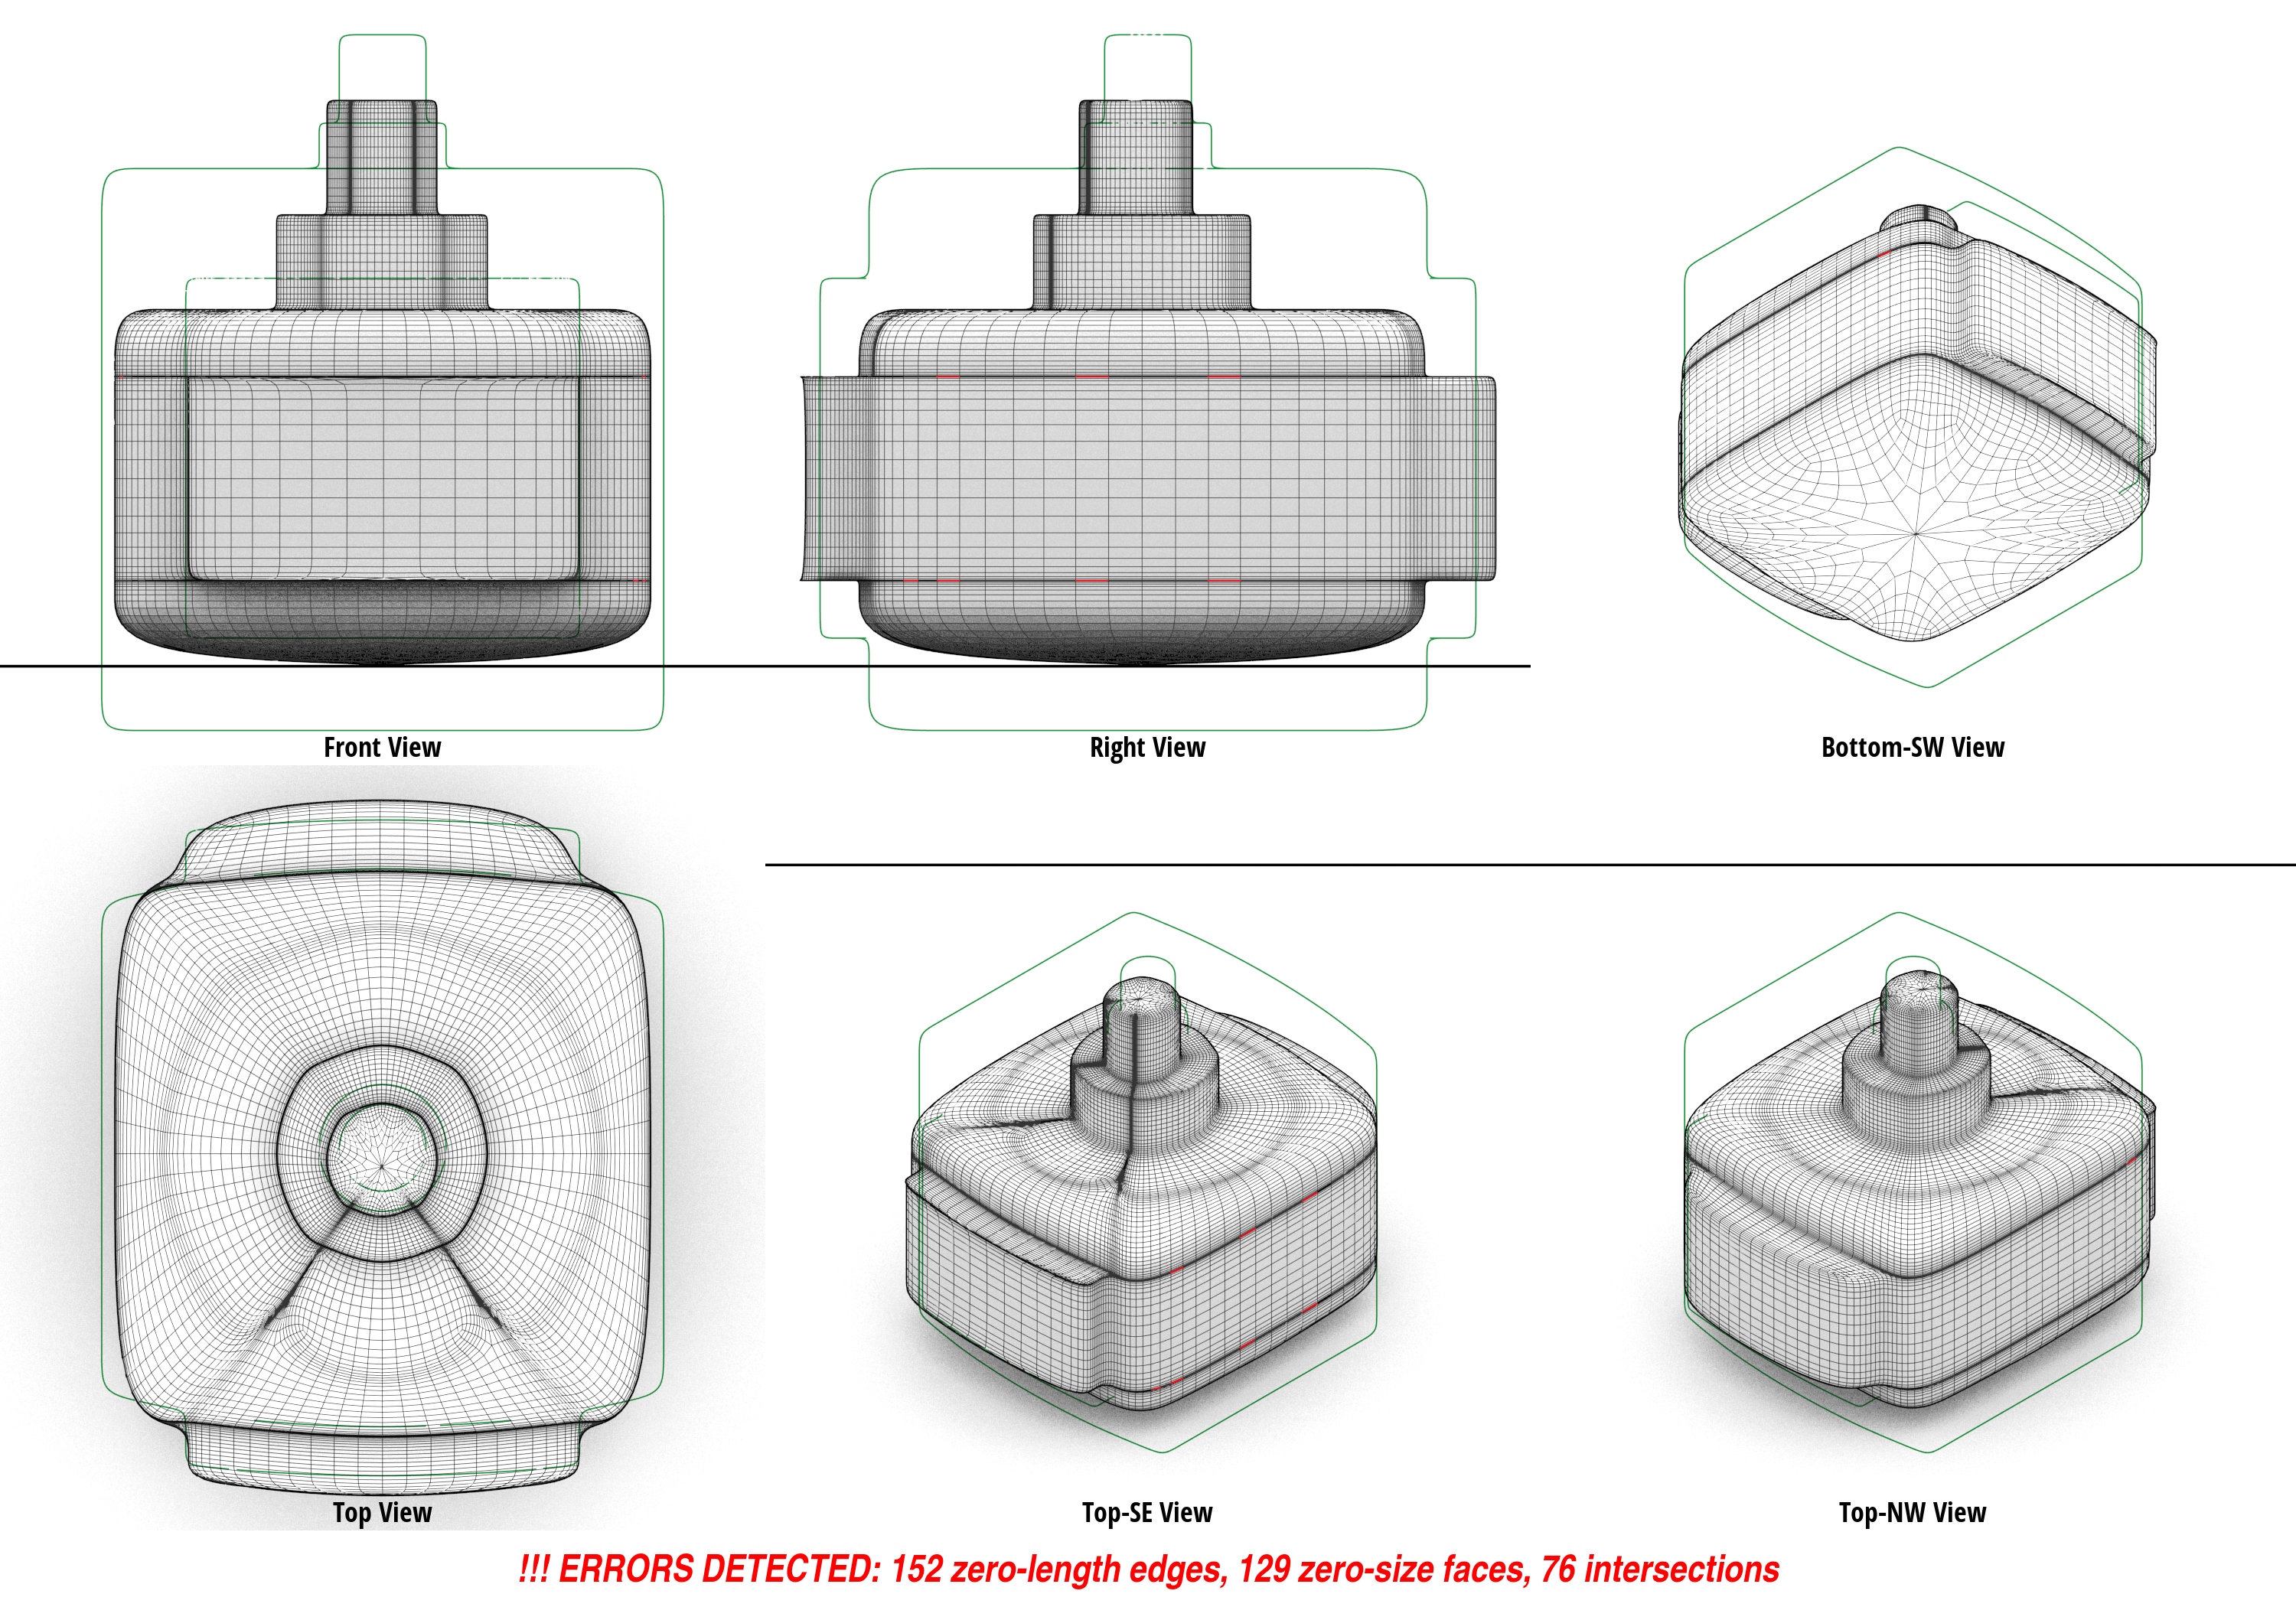 Front View
Right View
Bottom-SW View
Top View
Top-SE View
Top-NW View
!!! ERRORS DETECTED: 152 zero-length edges, 129 zero-size faces, 76 intersections